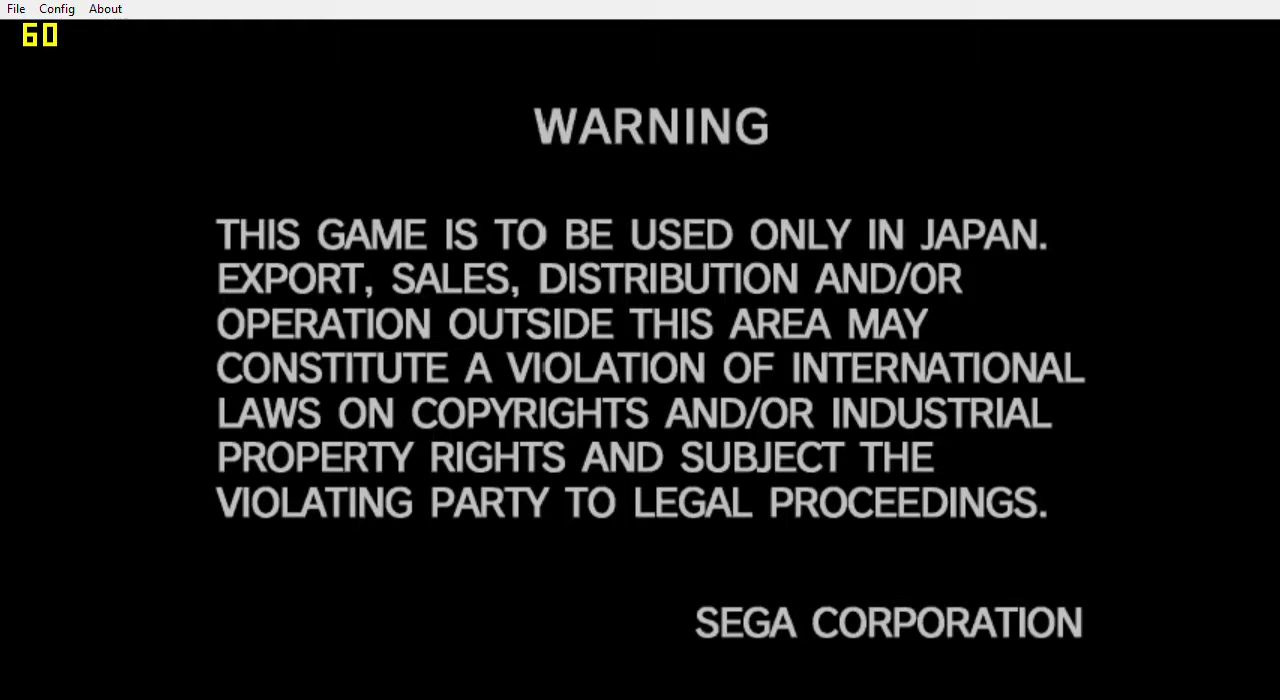 File Config About
60
WARNING
THIS GAME IS TO BE USED ONLY IN JAPAN.
EXPORT, SALES, DISTRIBUTION AND/OR
OPERATION OUTSIDE THIS AREA MAY
CONSTITUTE A VIOLATION OF INTERNATIONAL
LAWS ON COPYRIGHTS AND/OR INDUSTRIAL
PROPERTY RIGHTS AND SUBJECT THE
VIOLATING PARTY TO LEGAL PROCEEDINGS.
SEGA CORPORATION